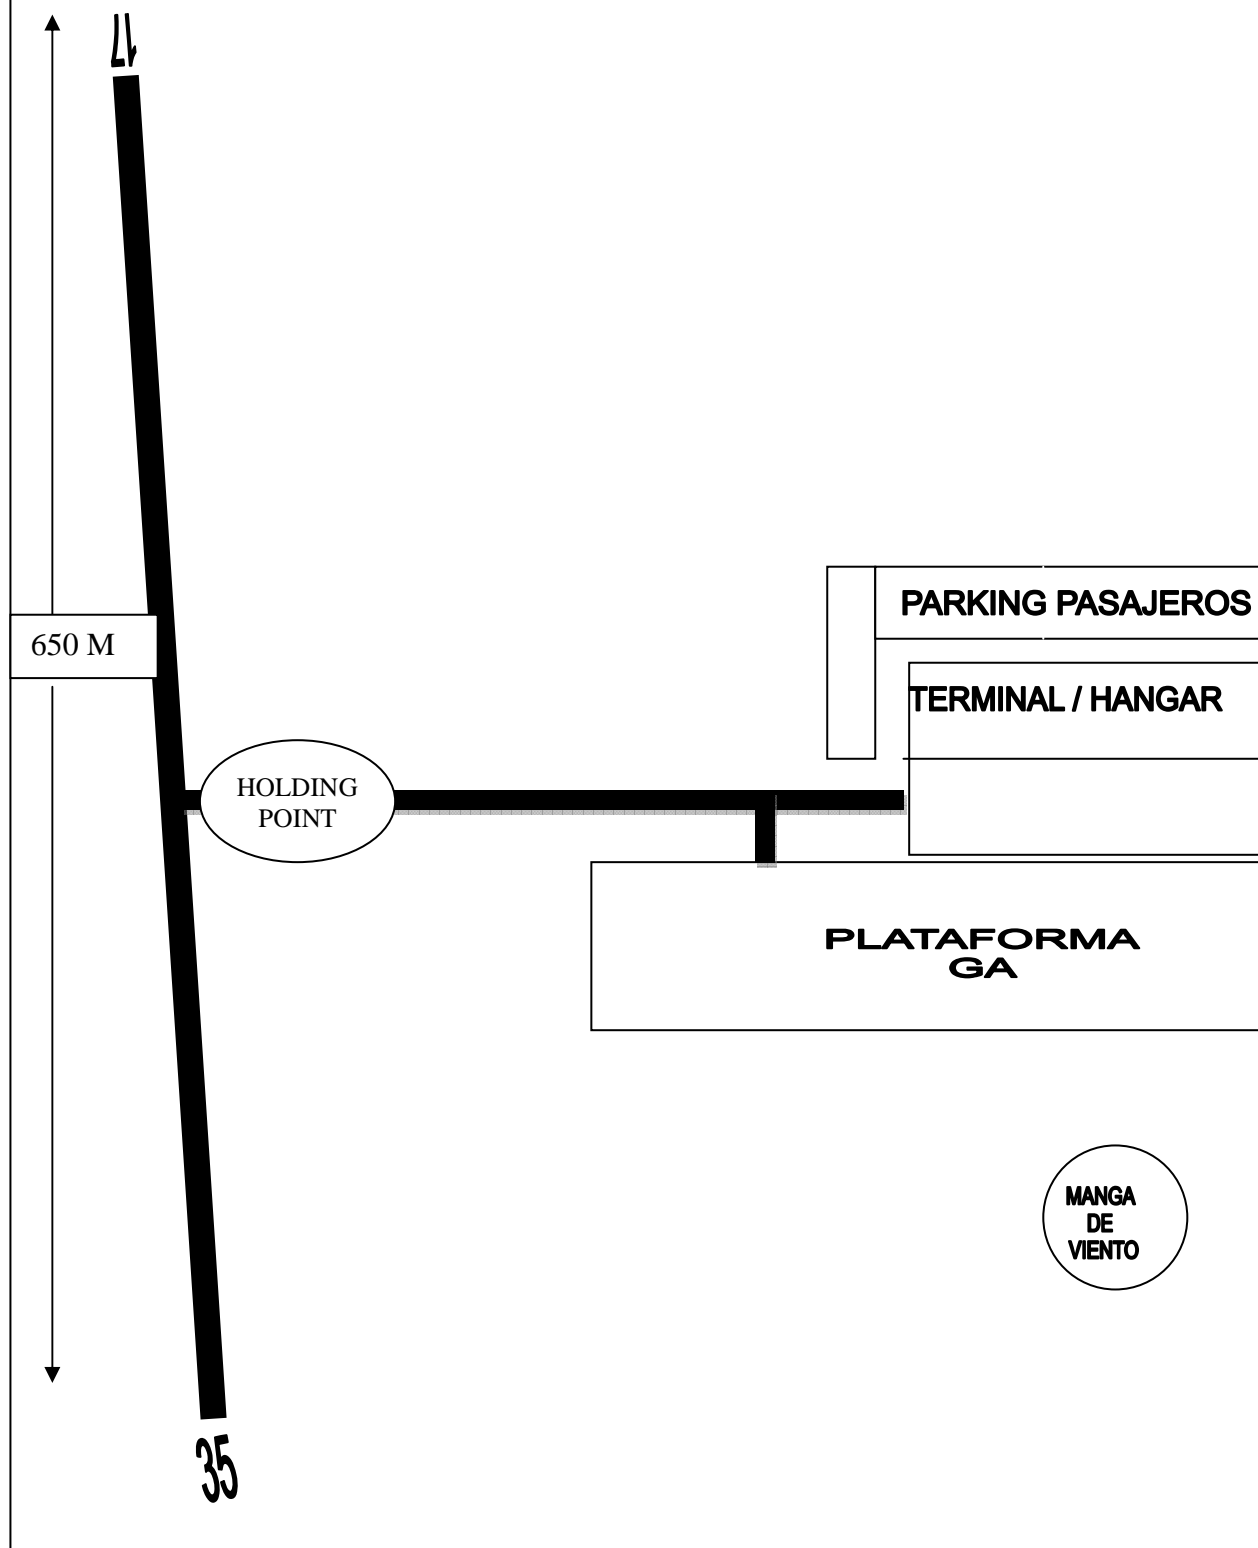 17
PARKING PASAJEROS
650 M
TERMINAL / HANGAR
HOLDING
POINT
PLATAFORMA
GA
MANGA
DE
VIENTO
35